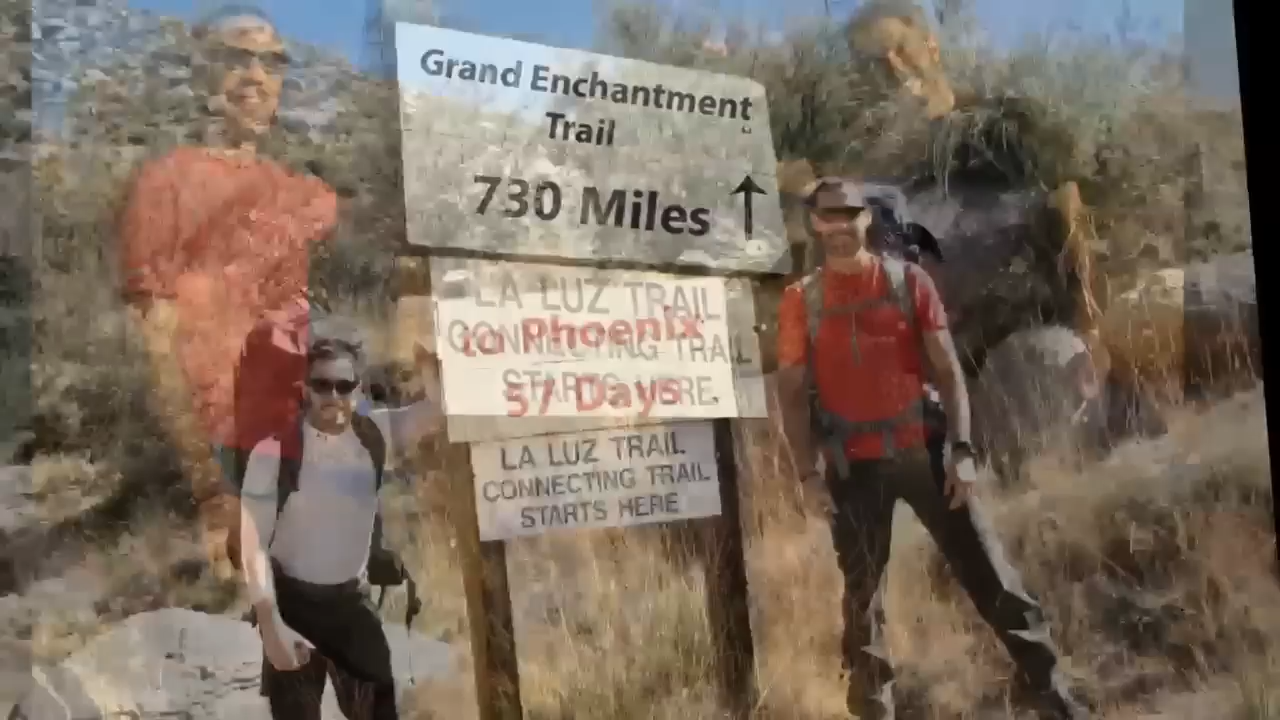 Grand Enchantment
Trail
730 Miles
LA LUZ TRAIL
to Phoenix
CONNECTING TRAIL
STARTS HERE
57 Days
LA LUZ TRAIL
CONNECTING TRAIL
STARTS HERE